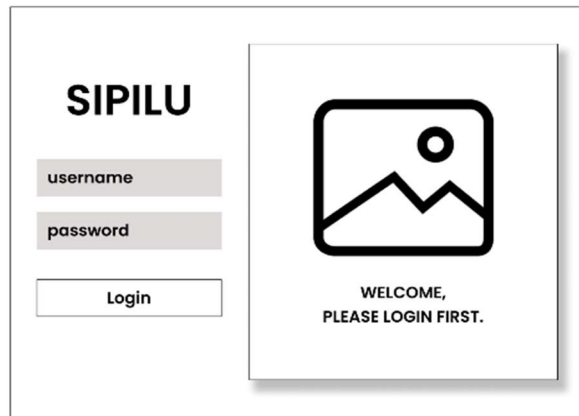 SIPILU
username
password
Login
WELCOME,
PLEASE LOGIN FIRST.